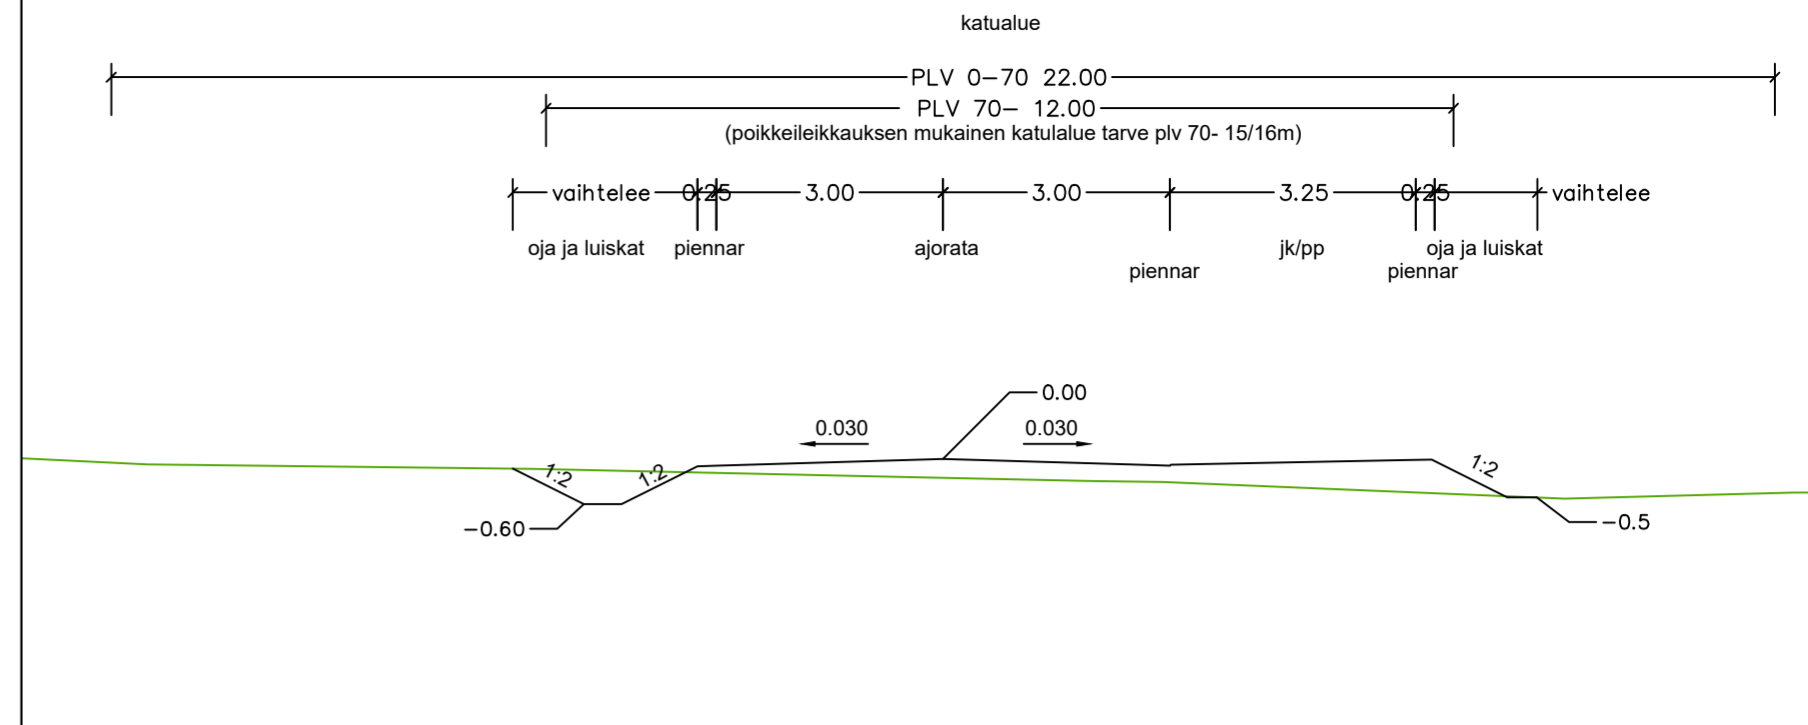 katualue
PLV 0-70 22.00
PLV 70- 12.00
(poikkeileikkauksen mukainen katulalue tarve plv 70- 15/16m)
vaihtelee 0.25 3.00 3.00 3.25 0.25 vaihtelee
oja ja luiskat piennar ajorata jk/pp oja ja luiskat
piennar piennar
0.00
0.030 0.030
1:2 1:2 1:2
-0.60 -0.5